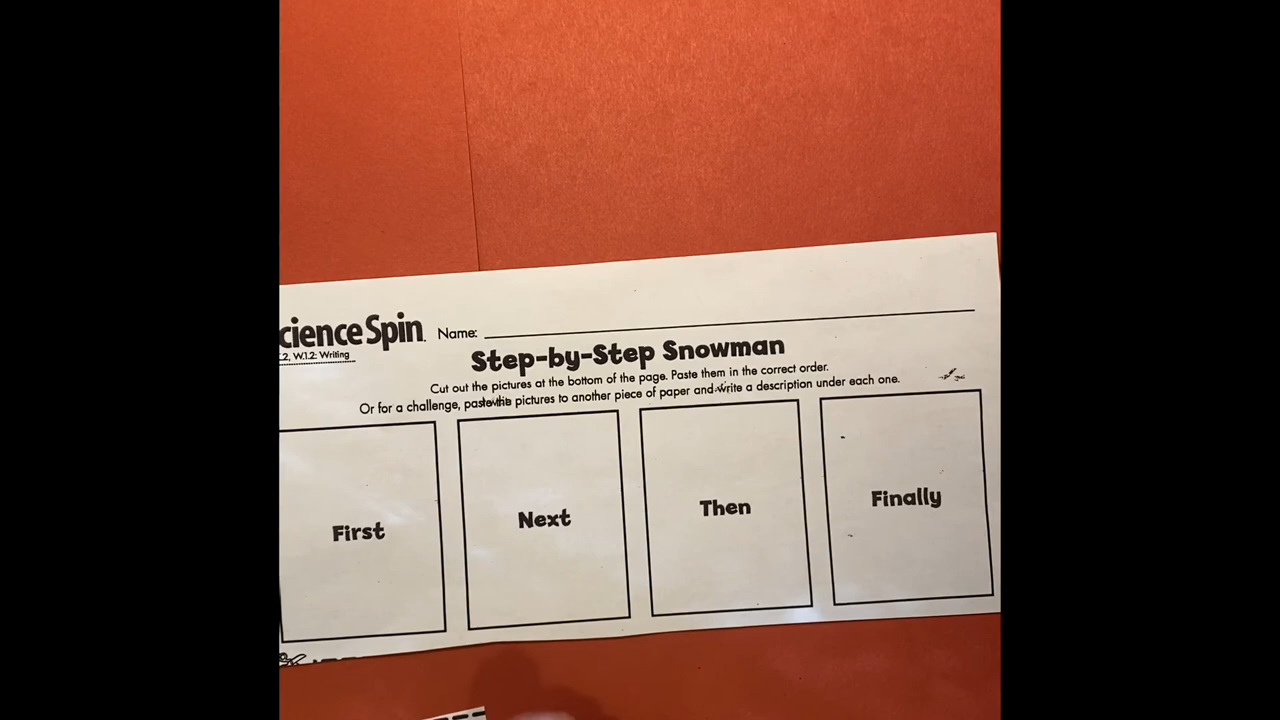 cience Spin.
Name:
.2, W.1.2: Writing
Step-by-Step Snowman
Cut out the pictures at the bottom of the page. Paste them in the correct order.
Or for a challenge, paste the pictures to another piece of paper and write a description under each one.
First
Next
Then
Finally